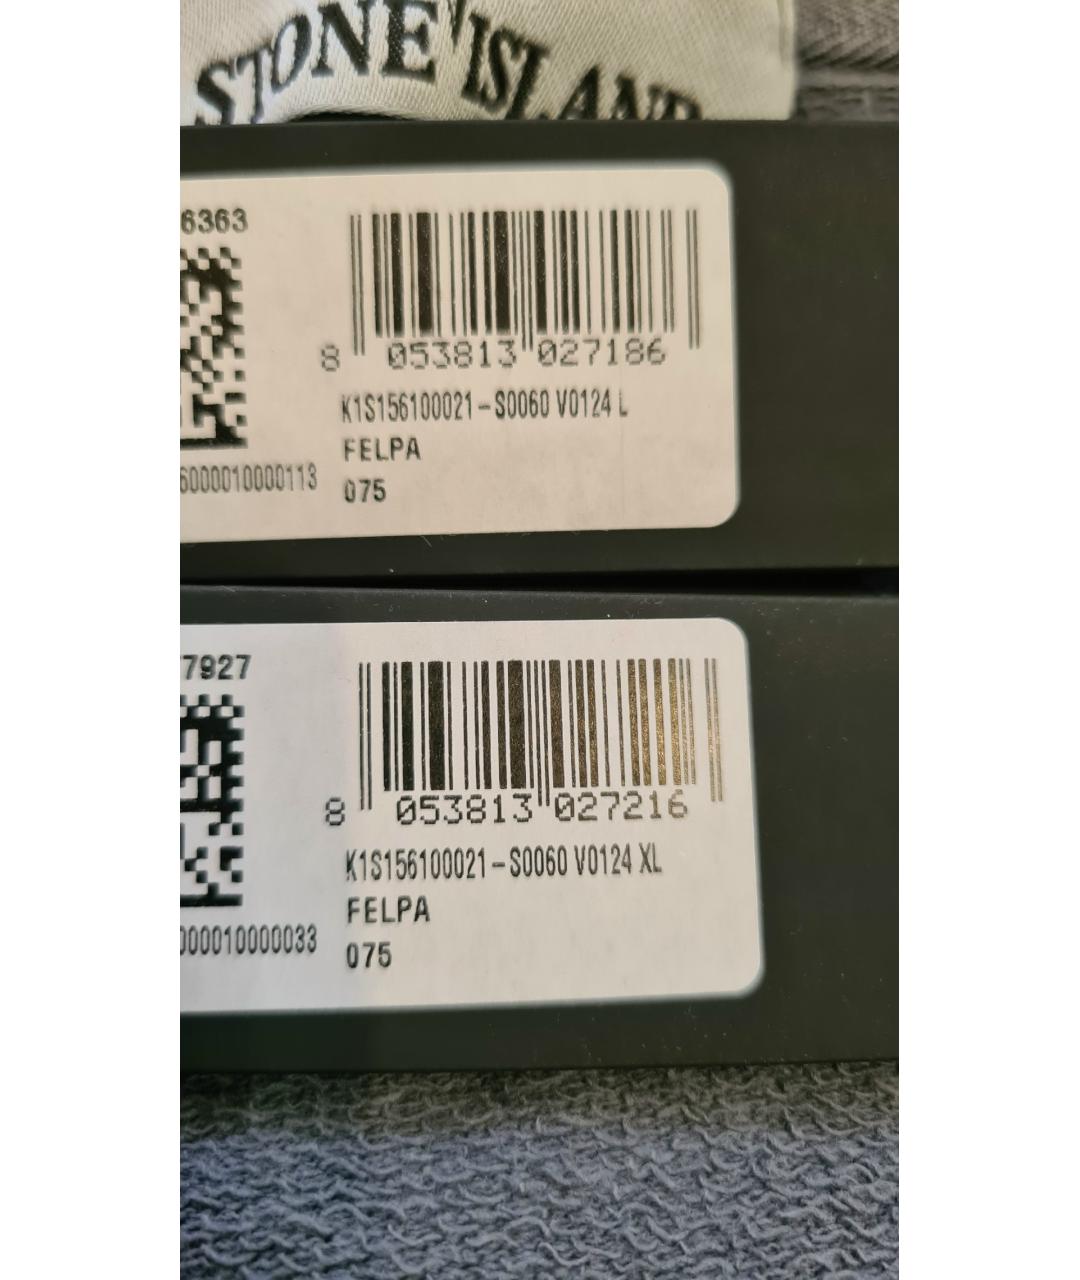 STONE ISLAND
6363
8 053813 027186
K1S156100021-S0060 V0124 L
FELPA
6000010000113
075
7927
8 053813 027216
K1S156100021-S0060 V0124 XL
FELPA
000010000033
075